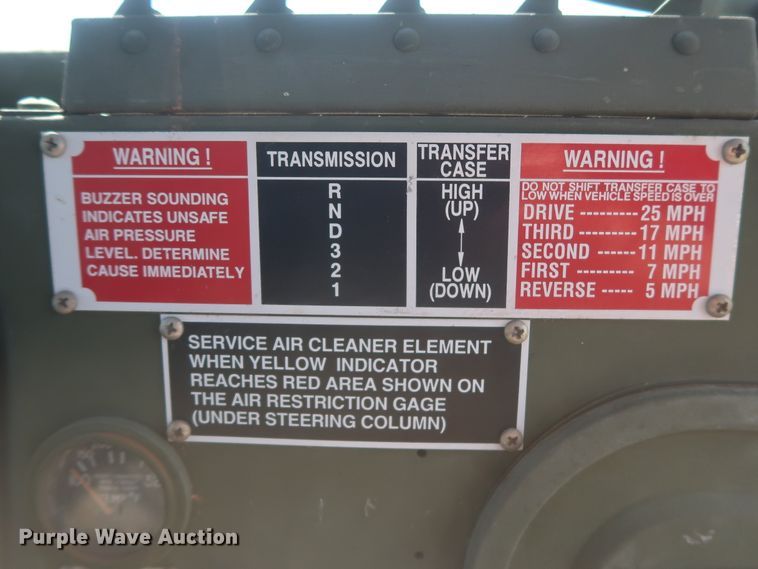 WARNING !
BUZZER SOUNDING
INDICATES UNSAFE
AIR PRESSURE
LEVEL. DETERMINE
CAUSE IMMEDIATELY
TRANSMISSION
R
N
D
3
2
1
TRANSFER
CASE
HIGH
(UP)
LOW
(DOWN)
WARNING !
DO NOT SHIFT TRANSFER CASE TO
LOW WHEN VEHICLE SPEED IS OVER
DRIVE --------- 25 MPH
THIRD --------- 17 MPH
SECOND ------- 11 MPH
FIRST --------- 7 MPH
REVERSE ----- 5 MPH
SERVICE AIR CLEANER ELEMENT
WHEN YELLOW INDICATOR
REACHES RED AREA SHOWN ON
THE AIR RESTRICTION GAGE
(UNDER STEERING COLUMN)
Purple Wave Auction